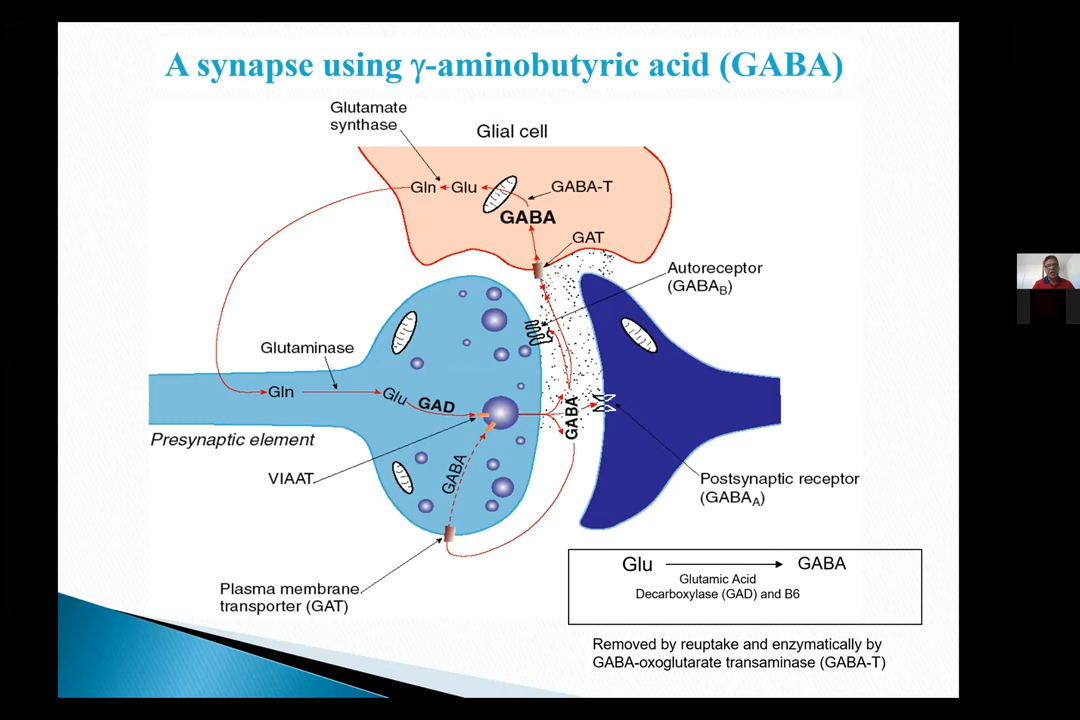 A synapse using γ-aminobutyric acid (GABA)
Glutamate
synthase
Glial cell
Gln
Glu
GABA-T
GABA
GAT
Autoreceptor
(GABAB)
Glutaminase
Gln
Glu
GAD
GABA
Presynaptic element
VIAAT
GABA
Postsynaptic receptor
(GABAA)
Plasma membrane
transporter (GAT)
Glu
GABA
Glutamic Acid
Decarboxylase (GAD) and B6
Removed by reuptake and enzymatically by
GABA-oxoglutarate transaminase (GABA-T)